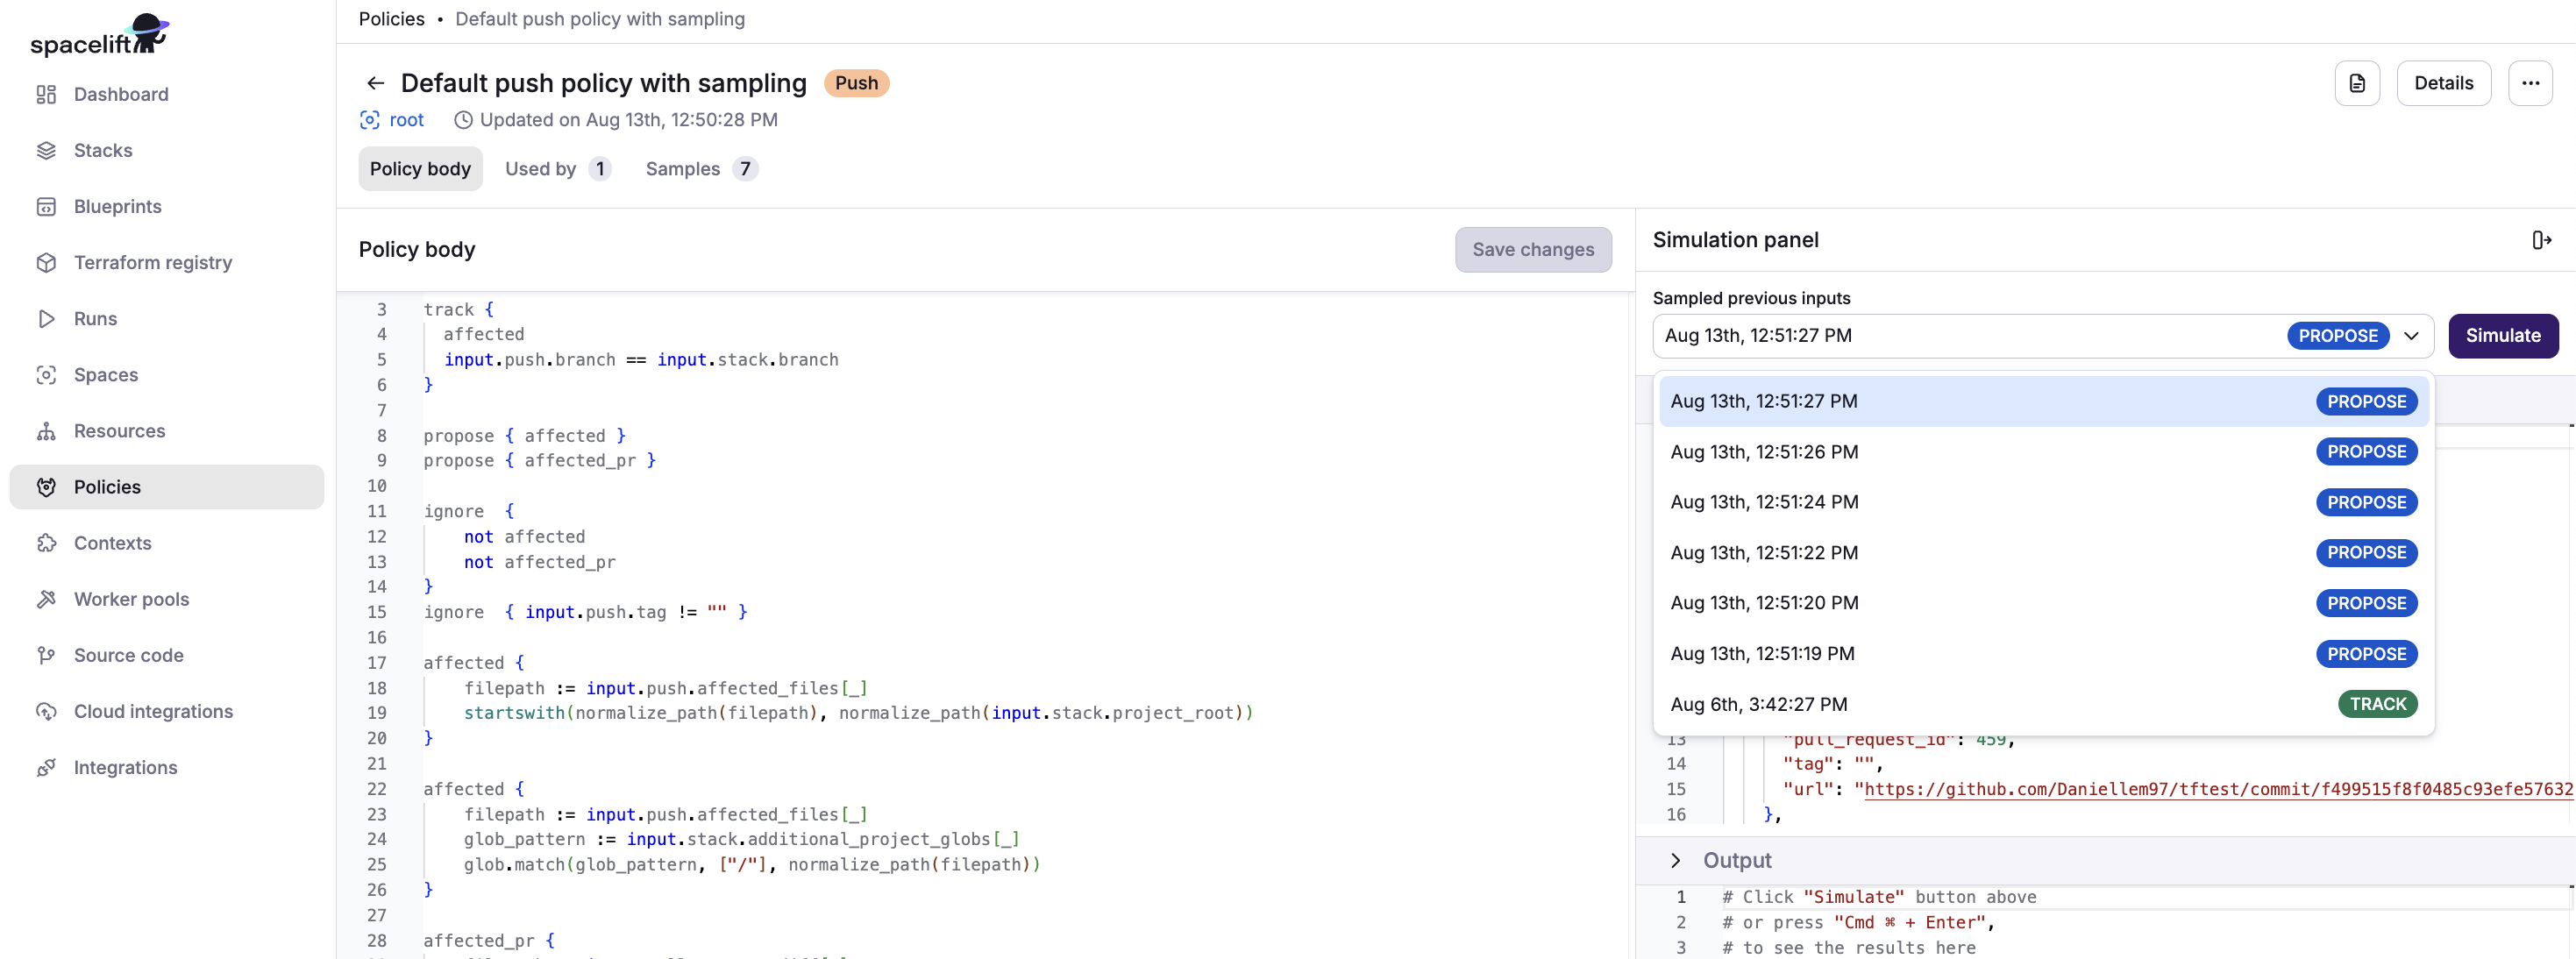 spacelift
Dashboard
Stacks
Blueprints
Terraform registry
Runs
Spaces
Resources
Policies
Contexts
Worker pools
Source code
Cloud integrations
Integrations
Policies • Default push policy with sampling
Default push policy with sampling Push
Details
root Updated on Aug 13th, 12:50:28 PM
Policy body Used by 1 Samples 7
Policy body Save changes
3 track {
4 affected
5 input.push.branch == input.stack.branch
6 }
7
8 propose { affected }
9 propose { affected_pr }
10
11 ignore  {
12 not affected
13 not affected_pr
14 }
15 ignore  { input.push.tag != "" }
16
17 affected {
18 filepath := input.push.affected_files[_]
19 startswith(normalize_path(filepath), normalize_path(input.stack.project_root))
20 }
21
22 affected {
23 filepath := input.push.affected_files[_]
24 glob_pattern := input.stack.additional_project_globs[_]
25 glob.match(glob_pattern, ["/"], normalize_path(filepath))
26 }
27
28 affected_pr {
Simulation panel
Sampled previous inputs
Aug 13th, 12:51:27 PM PROPOSE Simulate
Aug 13th, 12:51:27 PM PROPOSE
Aug 13th, 12:51:26 PM PROPOSE
Aug 13th, 12:51:24 PM PROPOSE
Aug 13th, 12:51:22 PM PROPOSE
Aug 13th, 12:51:20 PM PROPOSE
Aug 13th, 12:51:19 PM PROPOSE
Aug 6th, 3:42:27 PM TRACK
13 "pull_request_id": 459,
14 "tag": "",
15 "url": "https://github.com/Daniellem97/tftest/commit/f499515f8f0485c93efe57632
16 },
Output
1 # Click "Simulate" button above
2 # or press "Cmd ⌘ + Enter",
3 # to see the results here